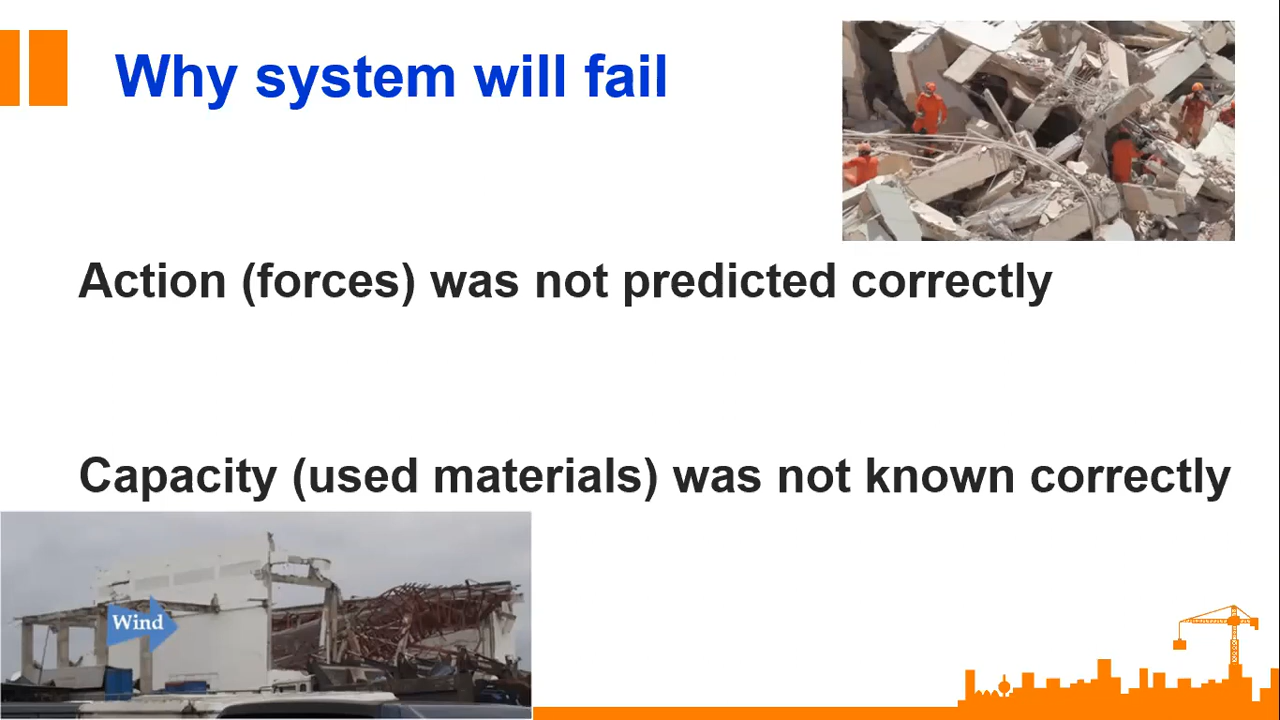 Why system will fail
Action (forces) was not predicted correctly
Capacity (used materials) was not known correctly
Wind